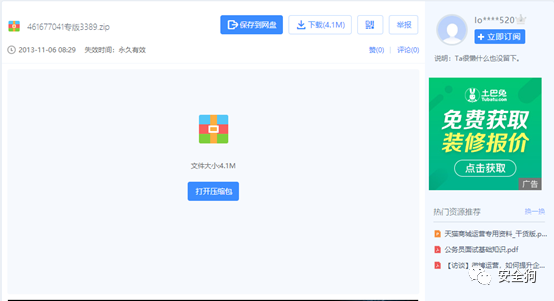 461677041专版3389.zip
保存到网盘
下载(4.1M)
举报
2013-11-06 08:29 失效时间：永久有效
赞(0) | 评论(0)
文件大小:4.1M
打开压缩包
lo****520
+ 立即订阅
说明：Ta很懒什么也没留下。
土巴兔
To8to.com
免费获取
装修报价
点击获取
广告
热门资源推荐
换一换
天猫商城运营专用资料_干货版.p...
公务员面试基础知识.pdf
【访谈】微博运营，如何提升企...
安全狗